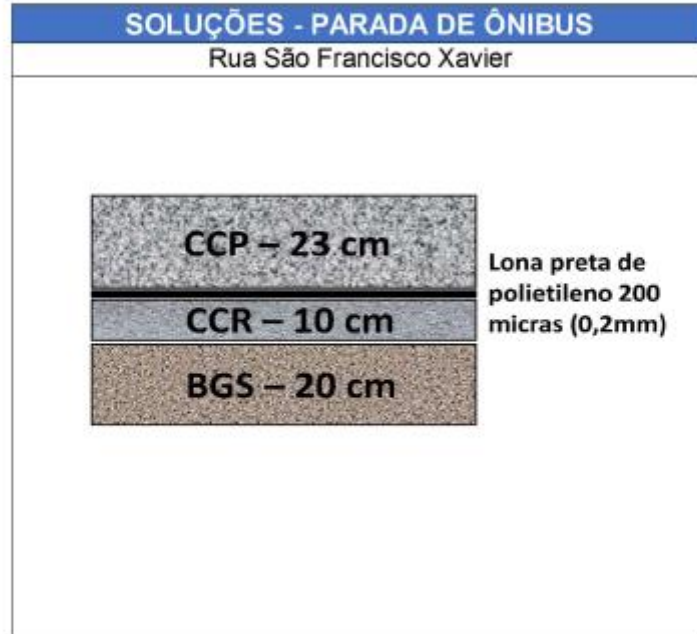 SOLUÇÕES - PARADA DE ÔNIBUS
Rua São Francisco Xavier
CCP – 23 cm
Lona preta de
polietileno 200
micras (0,2mm)
CCR – 10 cm
BGS – 20 cm